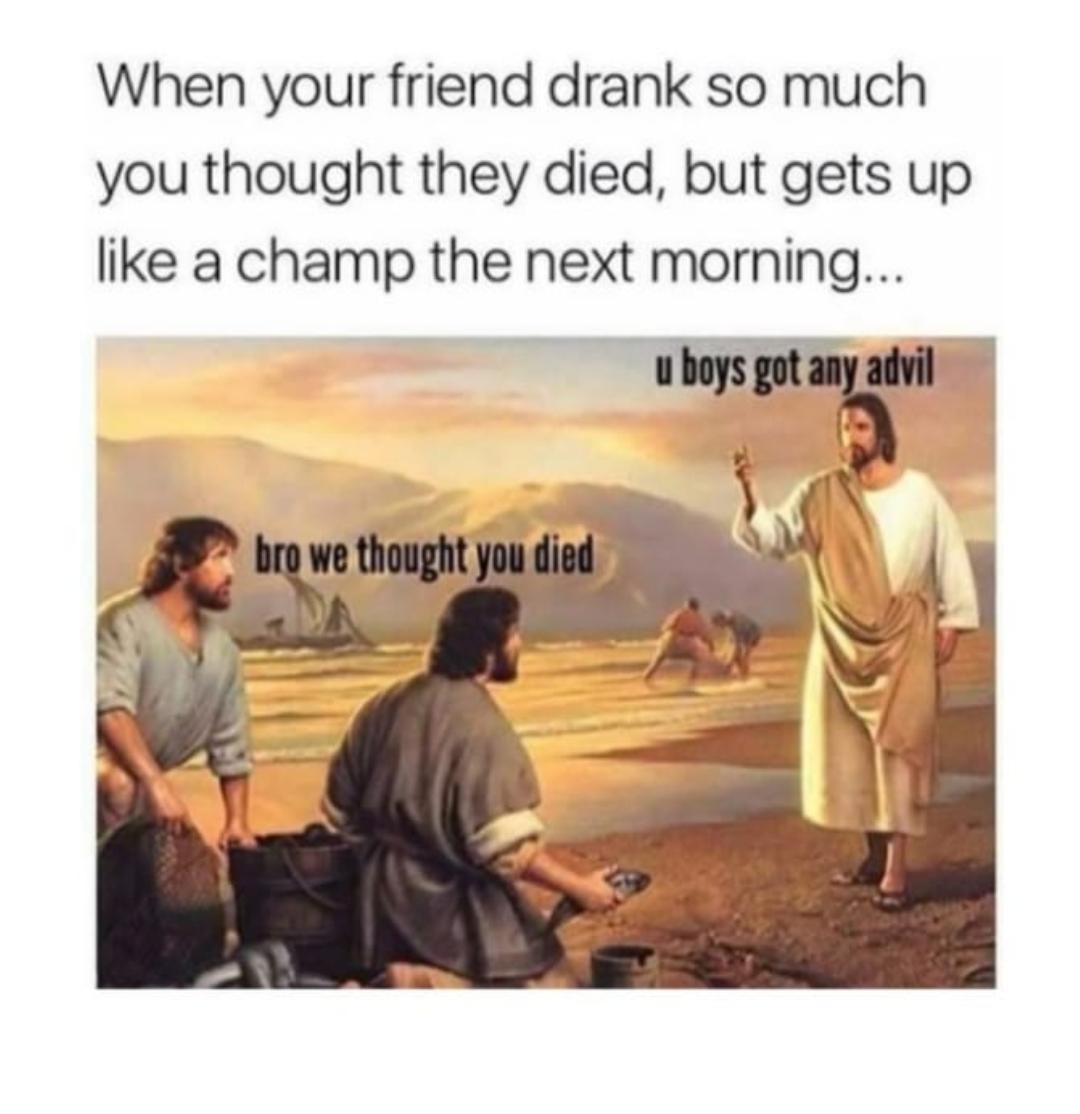 When your friend drank so much
you thought they died, but gets up
like a champ the next morning...
u boys got any advil
bro we thought you died